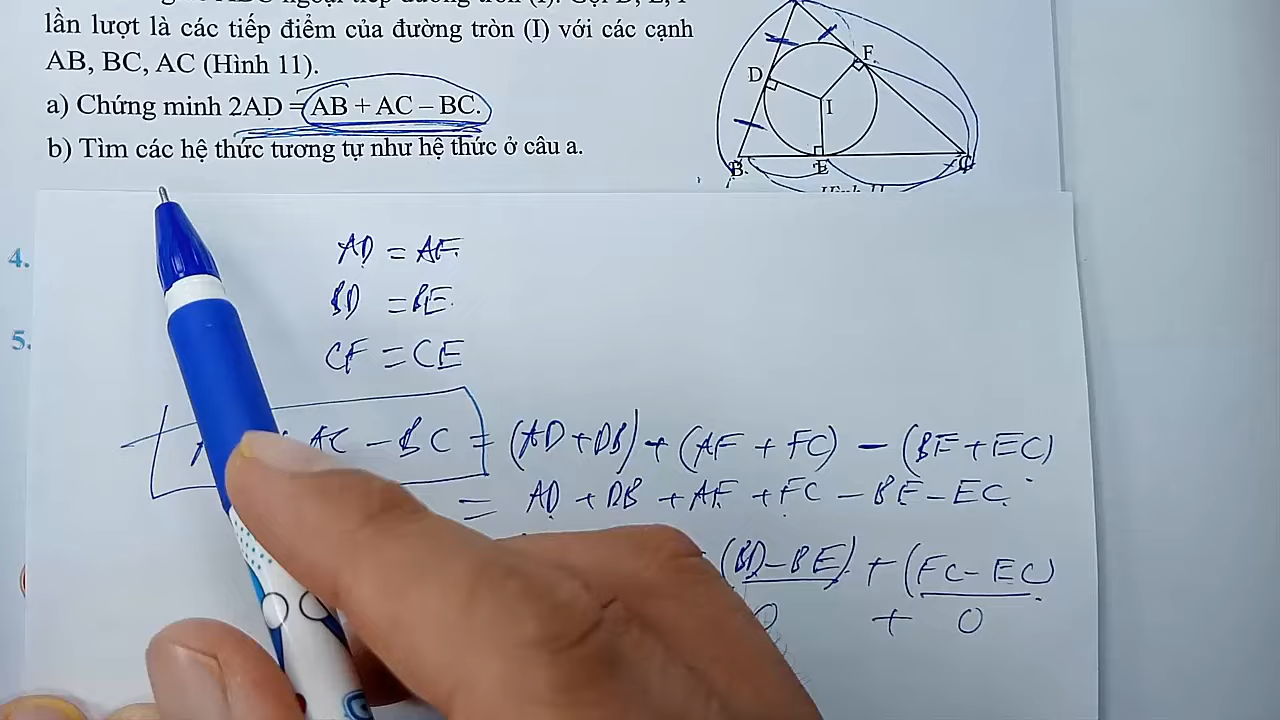 lần lượt là các tiếp điểm của đường tròn (I) với các cạnh
AB, BC, AC (Hình 11).
a) Chứng minh 2AD = AB + AC – BC.
b) Tìm các hệ thức tương tự như hệ thức ở câu a.
F
D
I
B
E
C
4.
5.
AD = AF.
BD = BE.
CF = CE
AC - BC = (AD + DB) + (AF + FC) - (BE + EC)
= AD + DB + AF + FC - BE - EC.
(BD - BE) + (FC - EC)
0 + 0